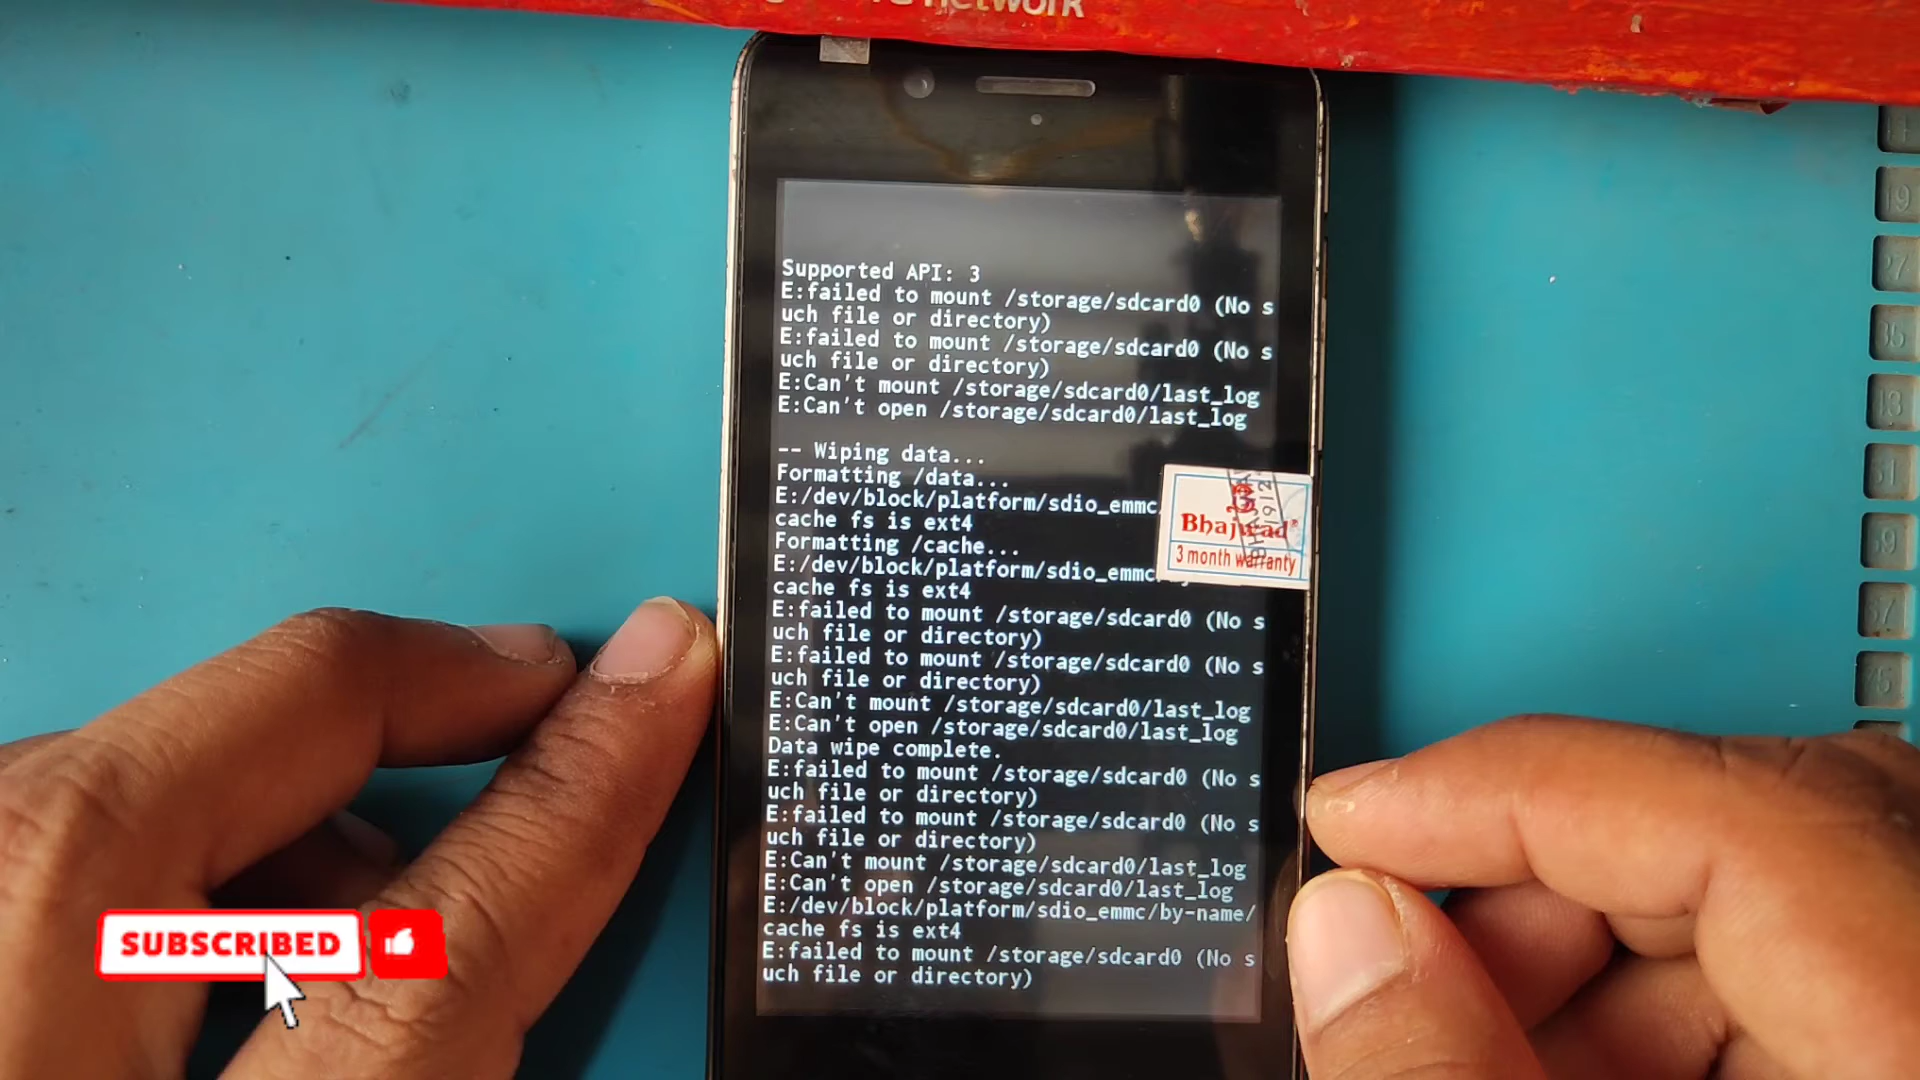 network
Supported API: 3
E:failed to mount /storage/sdcard0 (No s
uch file or directory)
E:failed to mount /storage/sdcard0 (No s
uch file or directory)
E:Can't mount /storage/sdcard0/last_log
E:Can't open /storage/sdcard0/last_log
-- Wiping data...
Formatting /data...
E:/dev/block/platform/sdio_emmc
cache fs is ext4
Formatting /cache...
E:/dev/block/platform/sdio_emmc
cache fs is ext4
E:failed to mount /storage/sdcard0 (No s
uch file or directory)
E:failed to mount /storage/sdcard0 (No s
uch file or directory)
E:Can't mount /storage/sdcard0/last_log
E:Can't open /storage/sdcard0/last_log
Data wipe complete.
E:failed to mount /storage/sdcard0 (No s
uch file or directory)
E:failed to mount /storage/sdcard0 (No s
uch file or directory)
E:Can't mount /storage/sdcard0/last_log
E:Can't open /storage/sdcard0/last_log
E:/dev/block/platform/sdio_emmc/by-name/
cache fs is ext4
E:failed to mount /storage/sdcard0 (No s
uch file or directory)
Bhajwad
3 month warranty
SUBSCRIBED